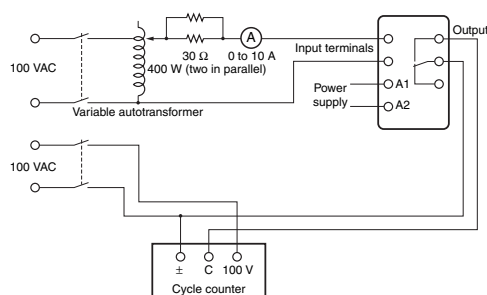 Output
A
30 Ω
0 to 10 A
Input terminals
100 VAC
400 W (two in parallel)
Power
supply
A1
A2
Variable autotransformer
100 VAC
± C 100 V
Cycle counter